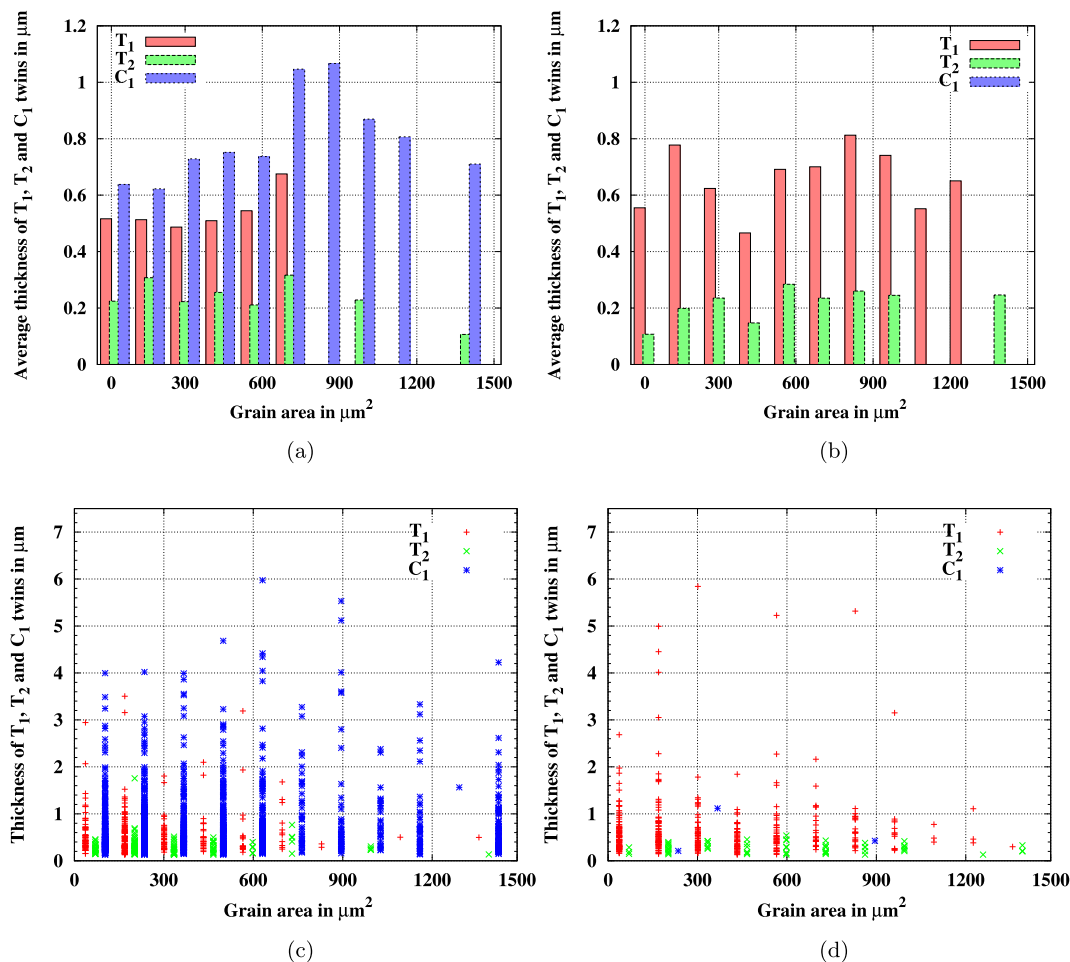 Average thickness of T₁, T₂ and C₁ twins in μm
1.2
1
0.8
0.6
0.4
0.2
0
T₁
T₂
C₁
0 300 600 900 1200 1500
Grain area in μm²
(a)
Average thickness of T₁, T₂ and C₁ twins in μm
1.2
1
0.8
0.6
0.4
0.2
0
T₁
T₂
C₁
0 300 600 900 1200 1500
Grain area in μm²
(b)
Thickness of T₁, T₂ and C₁ twins in μm
7
6
5
4
3
2
1
0
T₁
T₂
C₁
0 300 600 900 1200 1500
Grain area in μm²
(c)
Thickness of T₁, T₂ and C₁ twins in μm
7
6
5
4
3
2
1
0
T₁
T₂
C₁
0 300 600 900 1200 1500
Grain area in μm²
(d)